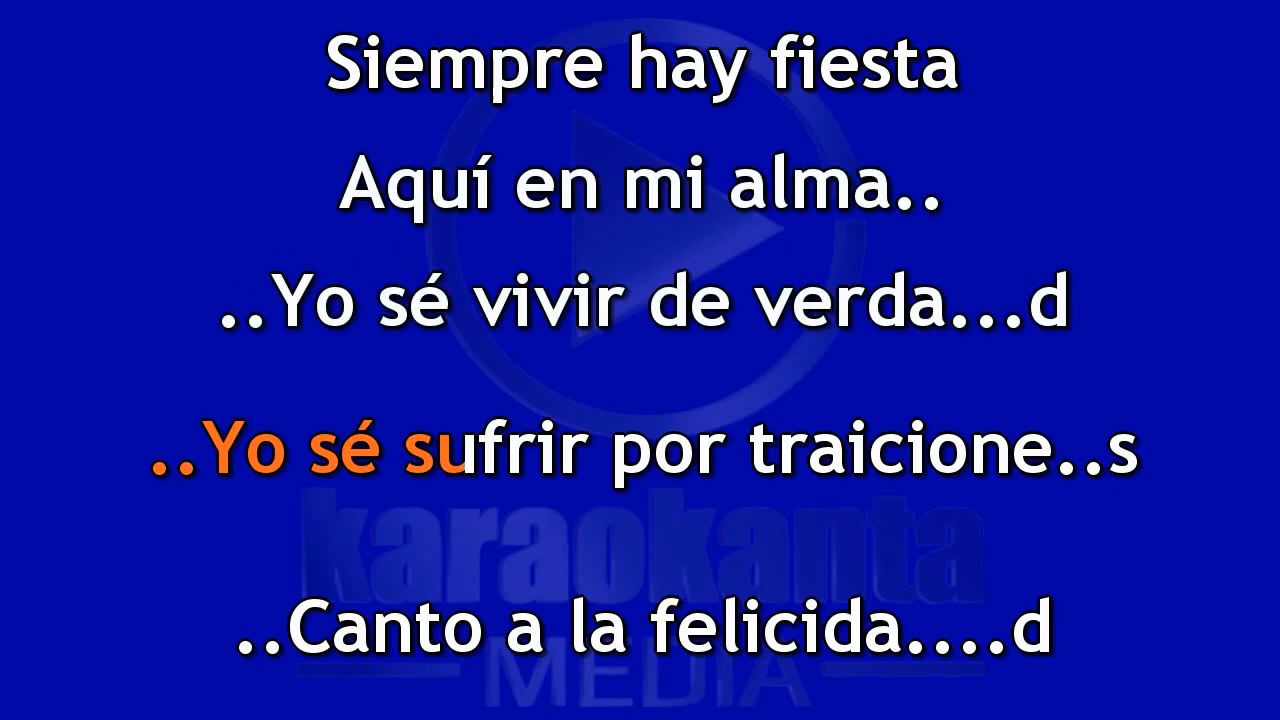 Siempre hay fiesta
Aquí en mi alma..
..Yo sé vivir de verda...d
..Yo sé sufrir por traicione..s
karaokanta
..Canto a la felicida....d
MEDIA